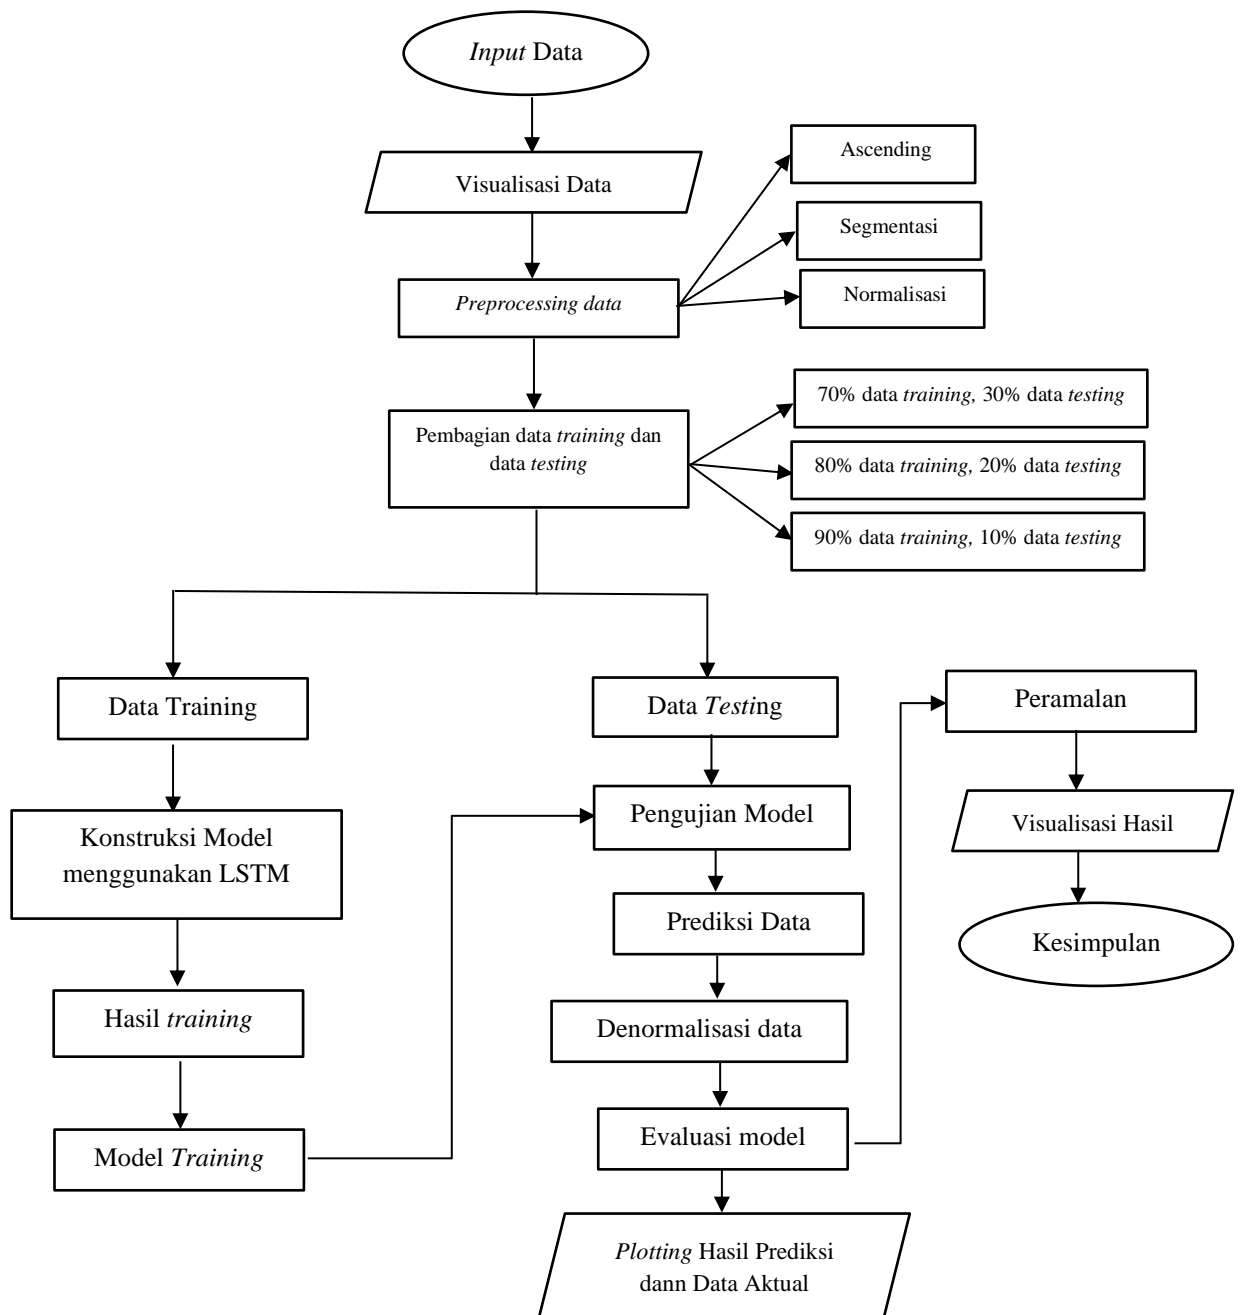 Input Data
Visualisasi Data
Ascending
Segmentasi
Preprocessing data
Normalisasi
Pembagian data training dan
data testing
70% data training, 30% data testing
80% data training, 20% data testing
90% data training, 10% data testing
Data Training
Konstruksi Model
menggunakan LSTM
Hasil training
Model Training
Data Testing
Pengujian Model
Prediksi Data
Denormalisasi data
Evaluasi model
Plotting Hasil Prediksi
dann Data Aktual
Peramalan
Visualisasi Hasil
Kesimpulan